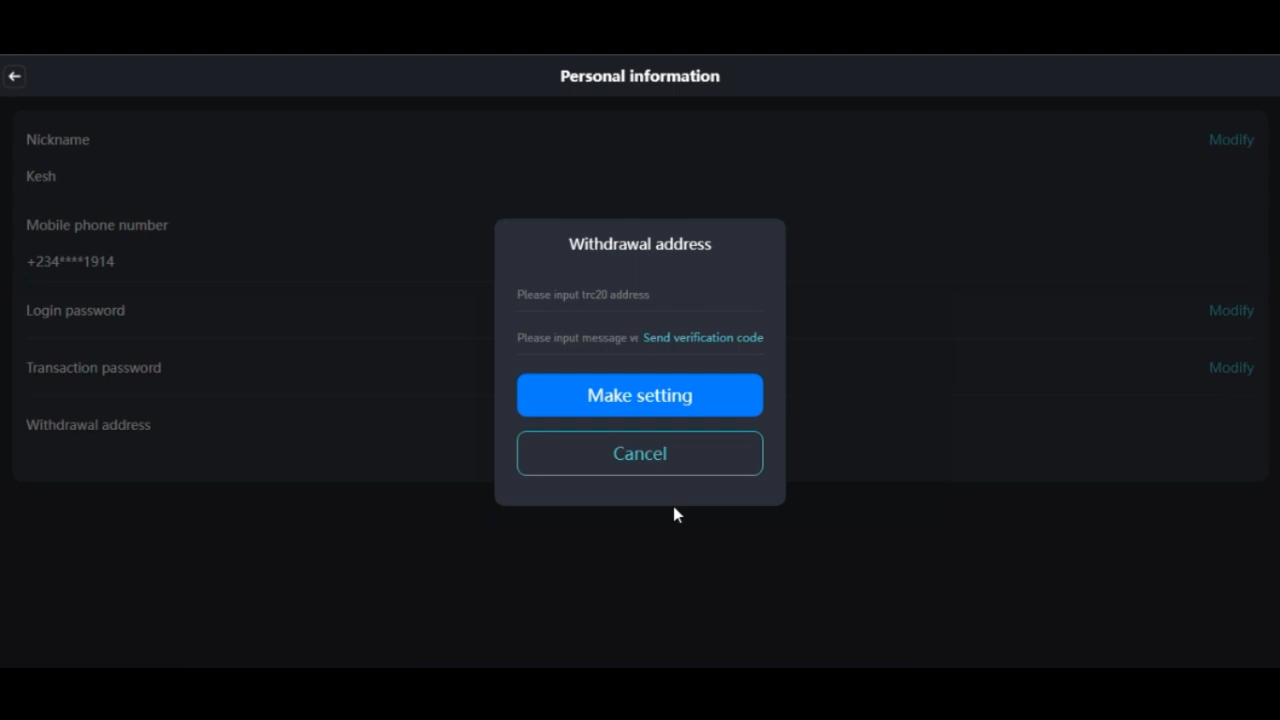 Personal information
Nickname
Modify
Kesh
Mobile phone number
+234****1914
Login password
Modify
Transaction password
Modify
Withdrawal address
Withdrawal address
Please input trc20 address
Please input message ve Send verification code
Make setting
Cancel